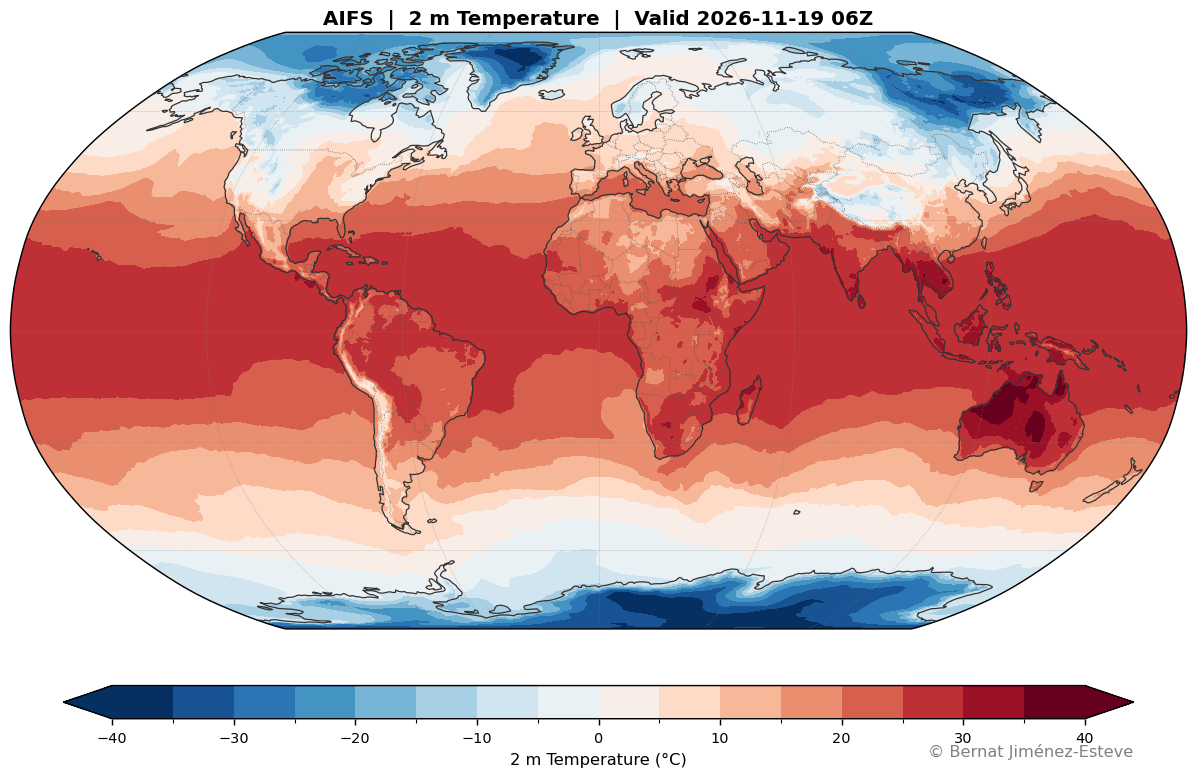 AIFS | 2 m Temperature | Valid 2026-11-19 06Z
−40 −30 −20 −10 0 10 20 30 40
2 m Temperature (°C)
© Bernat Jiménez-Esteve